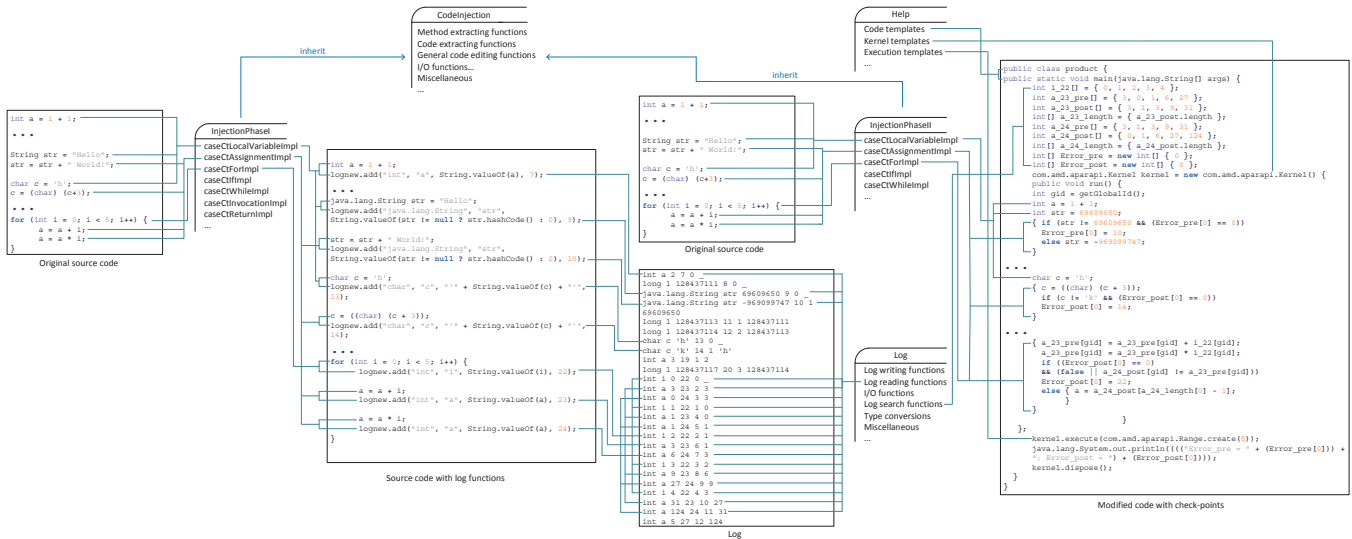 CodeInjection
Method extracting functions
Code extracting functions
General code editing functions
I/O functions...
Miscellaneous
...
inherit
inherit
Help
Code templates
Kernel templates
Execution templates
...
int a = 1 + 1;
...
String str = "Hello";
str = str + " World!";
char c = 'h';
c = (char) (c+3);
...
for (int i = 0; i < 5; i++) {
a = a + i;
a = a * i;
}
Original source code
InjectionPhaseI
caseCtLocalVariableImpl
caseCtAssignmentImpl
caseCtForImpl
caseCtIfImpl
caseCtWhileImpl
caseCtInvocationImpl
caseCtReturnImpl
...
int a = 1 + 1;
lognew.add("int", "a", String.valueOf(a), 7);
...
java.lang.String str = "Hello";
lognew.add("java.lang.String", "str",
String.valueOf(str != null ? str.hashCode() : 0), 9);
str = str + " World!";
lognew.add("java.lang.String", "str",
String.valueOf(str != null ? str.hashCode() : 0), 10);
char c = 'h';
lognew.add("char", "c", "'" + String.valueOf(c) + "'",
13);
c = ((char) (c + 3));
lognew.add("char", "c", "'" + String.valueOf(c) + "'",
14);
...
for (int i = 0; i < 5; i++) {
lognew.add("int", "i", String.valueOf(i), 22);
a = a + i;
lognew.add("int", "a", String.valueOf(a), 23);
a = a * i;
lognew.add("int", "a", String.valueOf(a), 24);
}
Source code with log functions
int a = 1 + 1;
...
String str = "Hello";
str = str + " World!";
char c = 'h';
c = (char) (c+3);
...
for (int i = 0; i < 5; i++) {
a = a + i;
a = a * i;
}
Original source code
InjectionPhaseII
caseCtLocalVariableImpl
caseCtAssignmentImpl
caseCtForImpl
caseCtIfImpl
caseCtWhileImpl
...
int a 2 7 0 _
long l 128437111 8 0 _
java.lang.String str 69609650 9 0 _
java.lang.String str -969099747 10 1
69609650
long l 128437113 11 1 128437111
long l 128437114 12 2 128437113
char c 'h' 13 0 _
char c 'k' 14 1 'h'
int a 3 19 1 2
long l 128437117 20 3 128437114
int i 0 22 0 _
int a 3 23 2 3
int a 0 24 3 3
int i 1 22 1 0
int a 1 23 4 0
int a 1 24 5 1
int i 2 22 2 1
int a 3 23 6 1
int a 6 24 7 3
int i 3 22 3 2
int a 9 23 8 6
int a 27 24 9 9
int i 4 22 4 3
int a 31 23 10 27
int a 124 24 11 31
int a 5 27 12 124
Log
Log
Log writing functions
Log reading functions
I/O functions
Log search functions
Type conversions
Miscellaneous
...
public class product {
public static void main(java.lang.String[] args) {
int i_22[] = { 0, 1, 2, 3, 4 };
int a_23_pre[] = { 3, 0, 1, 6, 27 };
int a_23_post[] = { 3, 1, 3, 9, 31 };
int[] a_23_length = { a_23_post.length };
int a_24_pre[] = { 3, 1, 3, 9, 31 };
int a_24_post[] = { 0, 1, 6, 27, 124 };
int[] a_24_length = { a_24_post.length };
int[] Error_pre = new int[] { 0 };
int[] Error_post = new int[] { 0 };
com.amd.aparapi.Kernel kernel = new com.amd.aparapi.Kernel() {
public void run() {
int gid = getGlobalId();
int a = 1 + 1;
int str = 69609650;
{ if (str != 69609650 && (Error_pre[0] == 0))
Error_pre[0] = 10;
else str = -969099747;
}
...
char c = 'h';
{ c = ((char) (c + 3));
if (c != 'k' && (Error_post[0] == 0))
Error_post[0] = 14;
}
...
{ a_23_pre[gid] = a_23_pre[gid] + i_22[gid];
a_23_pre[gid] = a_23_pre[gid] * i_22[gid];
if ((Error_post[0] == 0)
&& (false || a_24_post[gid] != a_23_pre[gid]))
Error_post[0] = 22;
else { a = a_24_post[a_24_length[0] - 1];
}
}
}
};
kernel.execute(com.amd.aparapi.Range.create(5));
java.lang.System.out.println(((("Error_pre = " + (Error_pre[0])) +
"; Error_post = ") + (Error_post[0])));
kernel.dispose();
}
}
Modified code with check-points